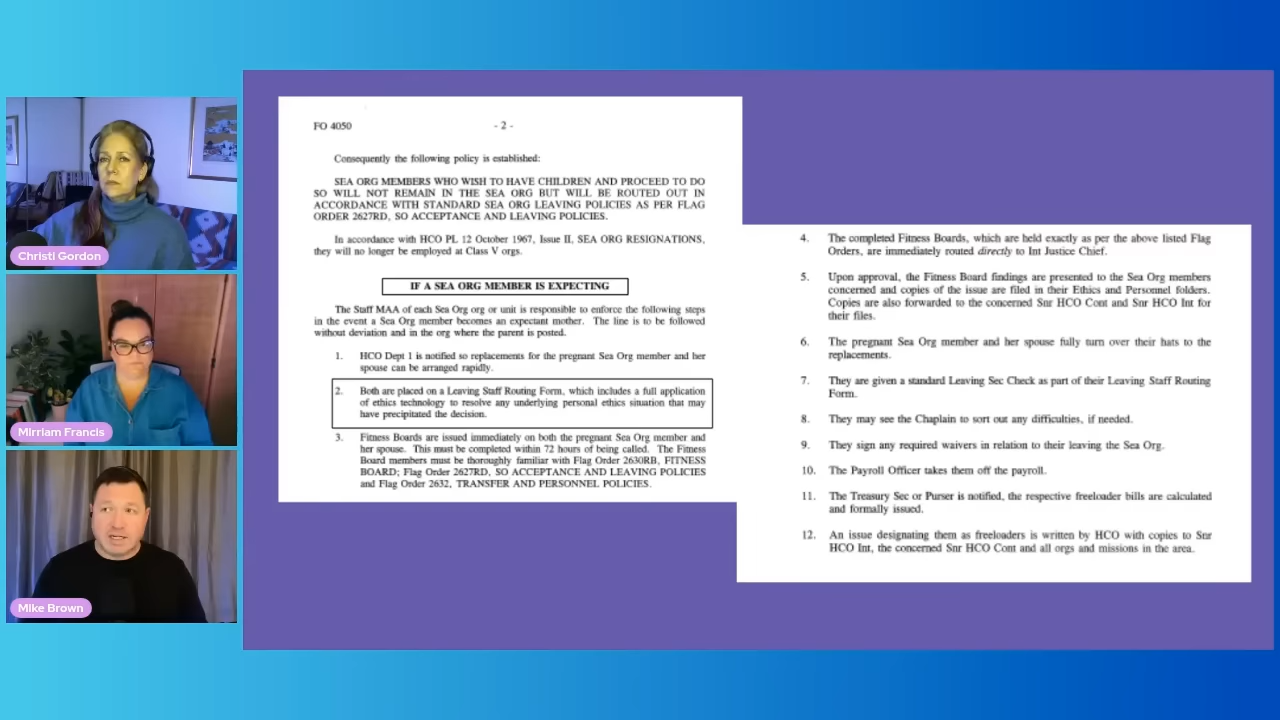 Christi Gordon
Mirriam Francis
Mike Brown
FO 4050
- 2 -
Consequently the following policy is established:
SEA ORG MEMBERS WHO WISH TO HAVE CHILDREN AND PROCEED TO DO
SO WILL NOT REMAIN IN THE SEA ORG BUT WILL BE ROUTED OUT IN
ACCORDANCE WITH STANDARD SEA ORG LEAVING POLICIES AS PER FLAG
ORDER 2627RD, SO ACCEPTANCE AND LEAVING POLICIES.
In accordance with HCO PL 12 October 1967, Issue II, SEA ORG RESIGNATIONS,
they will no longer be employed at Class V orgs.
IF A SEA ORG MEMBER IS EXPECTING
The Staff MAA of each Sea Org org or unit is responsible to enforce the following steps
in the event a Sea Org member becomes an expectant mother. The line is to be followed
without deviation and in the org where the parent is posted.
1. HCO Dept 1 is notified so replacements for the pregnant Sea Org member and her
spouse can be arranged rapidly.
2. Both are placed on a Leaving Staff Routing Form, which includes a full application
of ethics technology to resolve any underlying personal ethics situation that may
have precipitated the decision.
3. Fitness Boards are issued immediately on both the pregnant Sea Org member and
her spouse. This must be completed within 72 hours of being called. The Fitness
Board members must be thoroughly familiar with Flag Order 2630RB, FITNESS
BOARD; Flag Order 2627RD, SO ACCEPTANCE AND LEAVING POLICIES
and Flag Order 2632, TRANSFER AND PERSONNEL POLICIES.
4. The completed Fitness Boards, which are held exactly as per the above listed Flag
Orders, are immediately routed directly to Int Justice Chief.
5. Upon approval, the Fitness Board findings are presented to the Sea Org members
concerned and copies of the issue are filed in their Ethics and Personnel folders.
Copies are also forwarded to the concerned Snr HCO Cont and Snr HCO Int for
their files.
6. The pregnant Sea Org member and her spouse fully turn over their hats to the
replacements.
7. They are given a standard Leaving Sec Check as part of their Leaving Staff Routing
Form.
8. They may see the Chaplain to sort out any difficulties, if needed.
9. They sign any required waivers in relation to their leaving the Sea Org.
10. The Payroll Officer takes them off the payroll.
11. The Treasury Sec or Purser is notified, the respective freeloader bills are calculated
and formally issued.
12. An issue designating them as freeloaders is written by HCO with copies to Snr
HCO Int, the concerned Snr HCO Cont and all orgs and missions in the area.